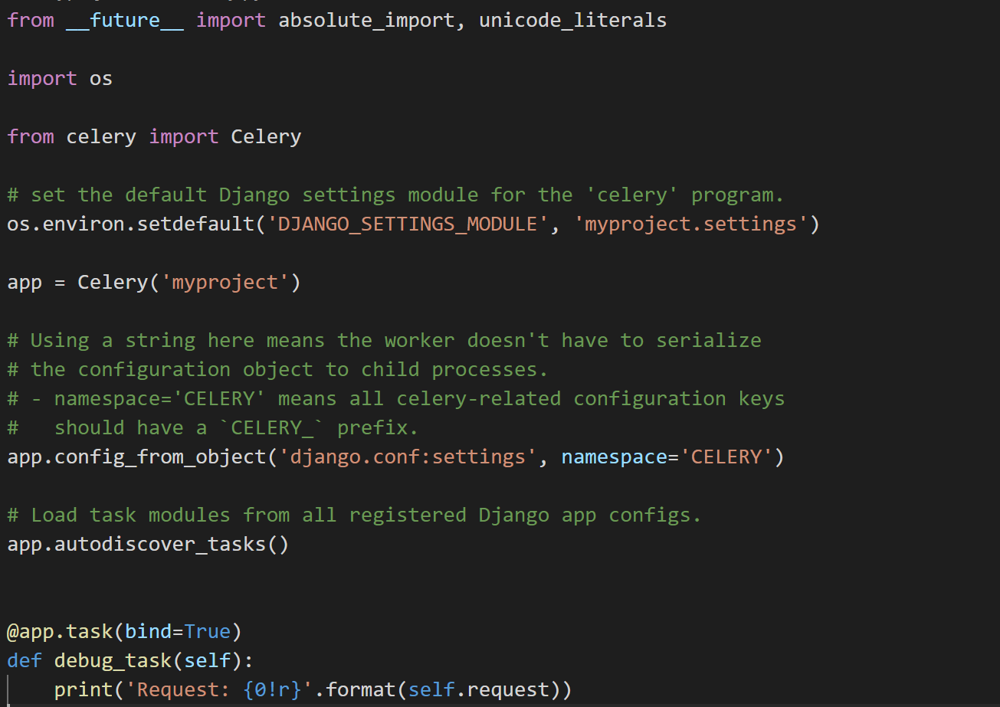 from __future__ import absolute_import, unicode_literals
import os
from celery import Celery
# set the default Django settings module for the 'celery' program.
os.environ.setdefault('DJANGO_SETTINGS_MODULE', 'myproject.settings')
app = Celery('myproject')
# Using a string here means the worker doesn't have to serialize
# the configuration object to child processes.
# - namespace='CELERY' means all celery-related configuration keys
#   should have a `CELERY_` prefix.
app.config_from_object('django.conf:settings', namespace='CELERY')
# Load task modules from all registered Django app configs.
app.autodiscover_tasks()
@app.task(bind=True)
def debug_task(self):
    print('Request: {0!r}'.format(self.request))